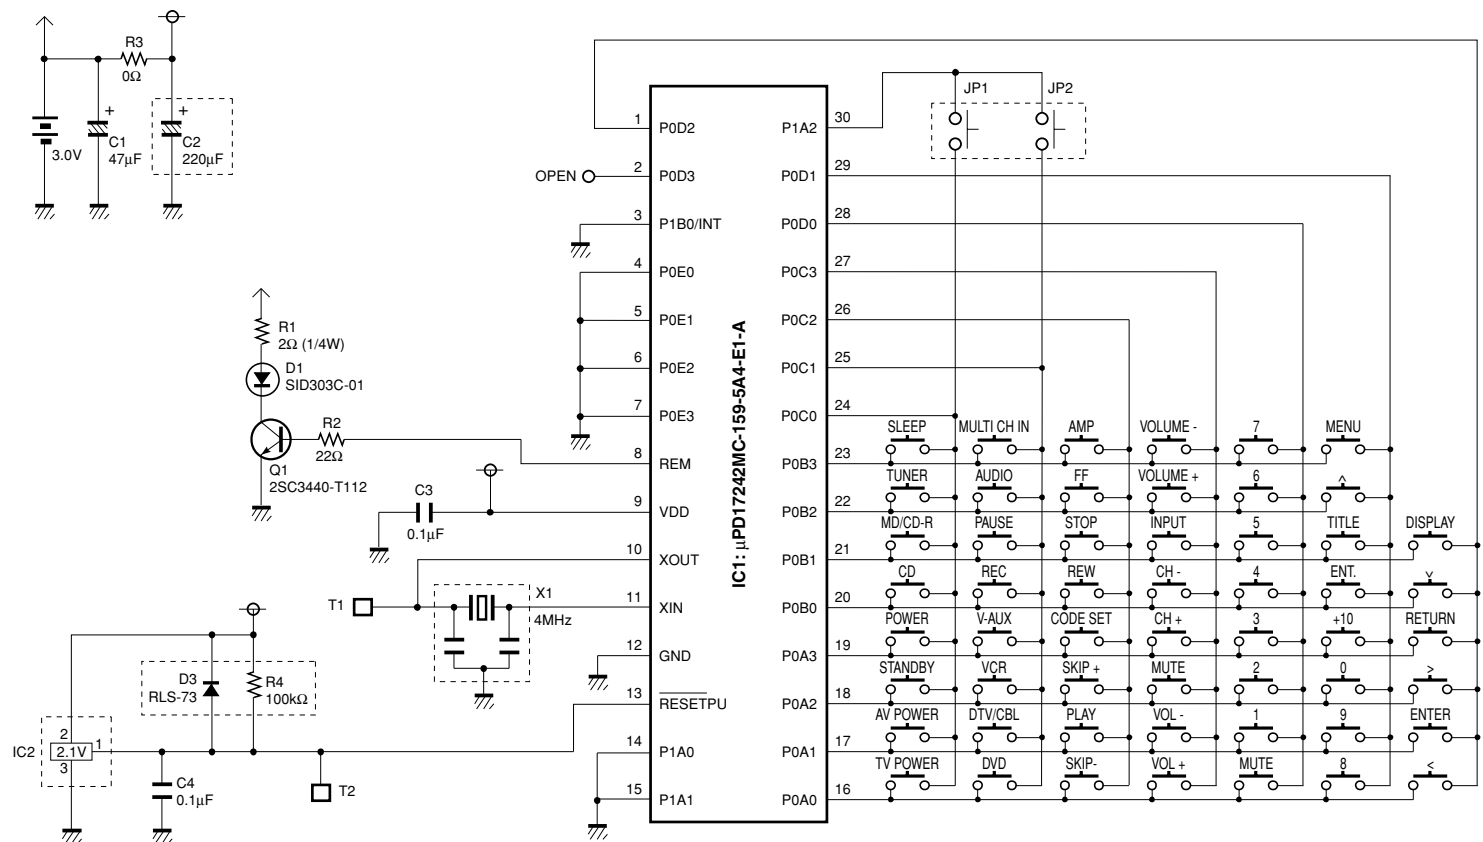 R3
0Ω
+
C1
47μF
+
C2
220μF
3.0V
JP1 JP2
1 P0D2 P1A2 30
OPEN 2 P0D3 P0D1 29
3 P1B0/INT P0D0 28
4 P0E0 P0C3 27
5 P0E1 P0C2 26
6 P0E2 P0C1 25
7 P0E3 P0C0 24
8 REM P0B3 23
9 VDD P0B2 22
10 XOUT P0B1 21
11 XIN P0B0 20
12 GND P0A3 19
13 RESETPU P0A2 18
14 P1A0 P0A1 17
15 P1A1 P0A0 16
IC1: μPD17242MC-159-5A4-E1-A
R1
2Ω (1/4W)
D1
SID303C-01
R2
22Ω
Q1
2SC3440-T112
C3
0.1μF
T1
X1
4MHz
D3
RLS-73
R4
100kΩ
IC2
2
2.1V 1
3
C4
0.1μF
T2
SLEEP MULTI CH IN AMP VOLUME - 7 MENU
TUNER AUDIO FF VOLUME + 6 ^
MD/CD-R PAUSE STOP INPUT 5 TITLE DISPLAY
CD REC REW CH - 4 ENT. ˅
POWER V-AUX CODE SET CH + 3 +10 RETURN
STANDBY VCR SKIP + MUTE 2 0 >
AV POWER DTV/CBL PLAY VOL - 1 9 ENTER
TV POWER DVD SKIP- VOL + MUTE 8 <